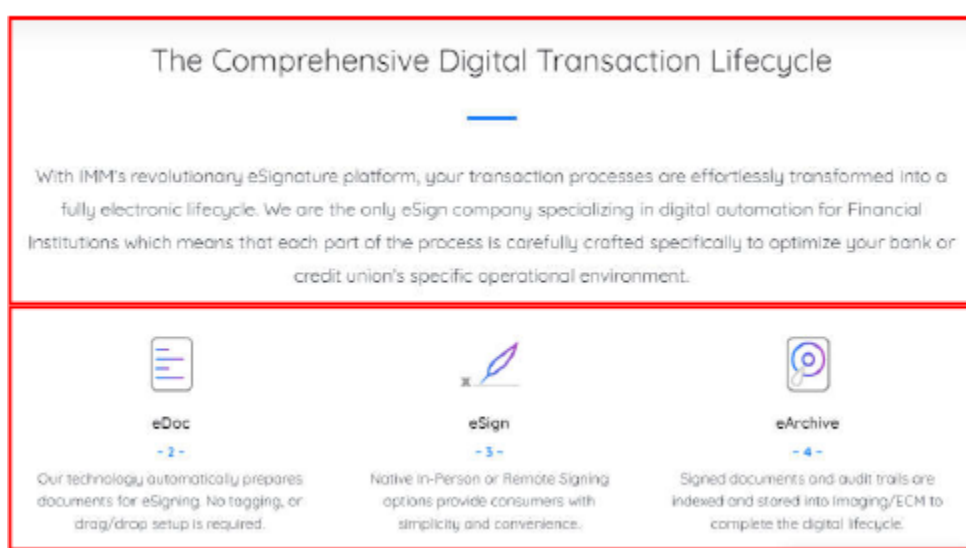 The Comprehensive Digital Transaction Lifecycle
With IMM's revolutionary eSignature platform, your transaction processes are effortlessly transformed into a
fully electronic lifecycle. We are the only eSign company specializing in digital automation for Financial
Institutions which means that each part of the process is carefully crafted specifically to optimize your bank or
credit union's specific operational environment.
eDoc
- 2 -
Our technology automatically prepares
documents for eSigning. No tagging, or
drag/drop setup is required.
x
eSign
- 3 -
Native In-Person or Remote Signing
options provide consumers with
simplicity and convenience.
eArchive
- 4 -
Signed documents and audit trails are
indexed and stored into Imaging/ECM to
complete the digital lifecycle.